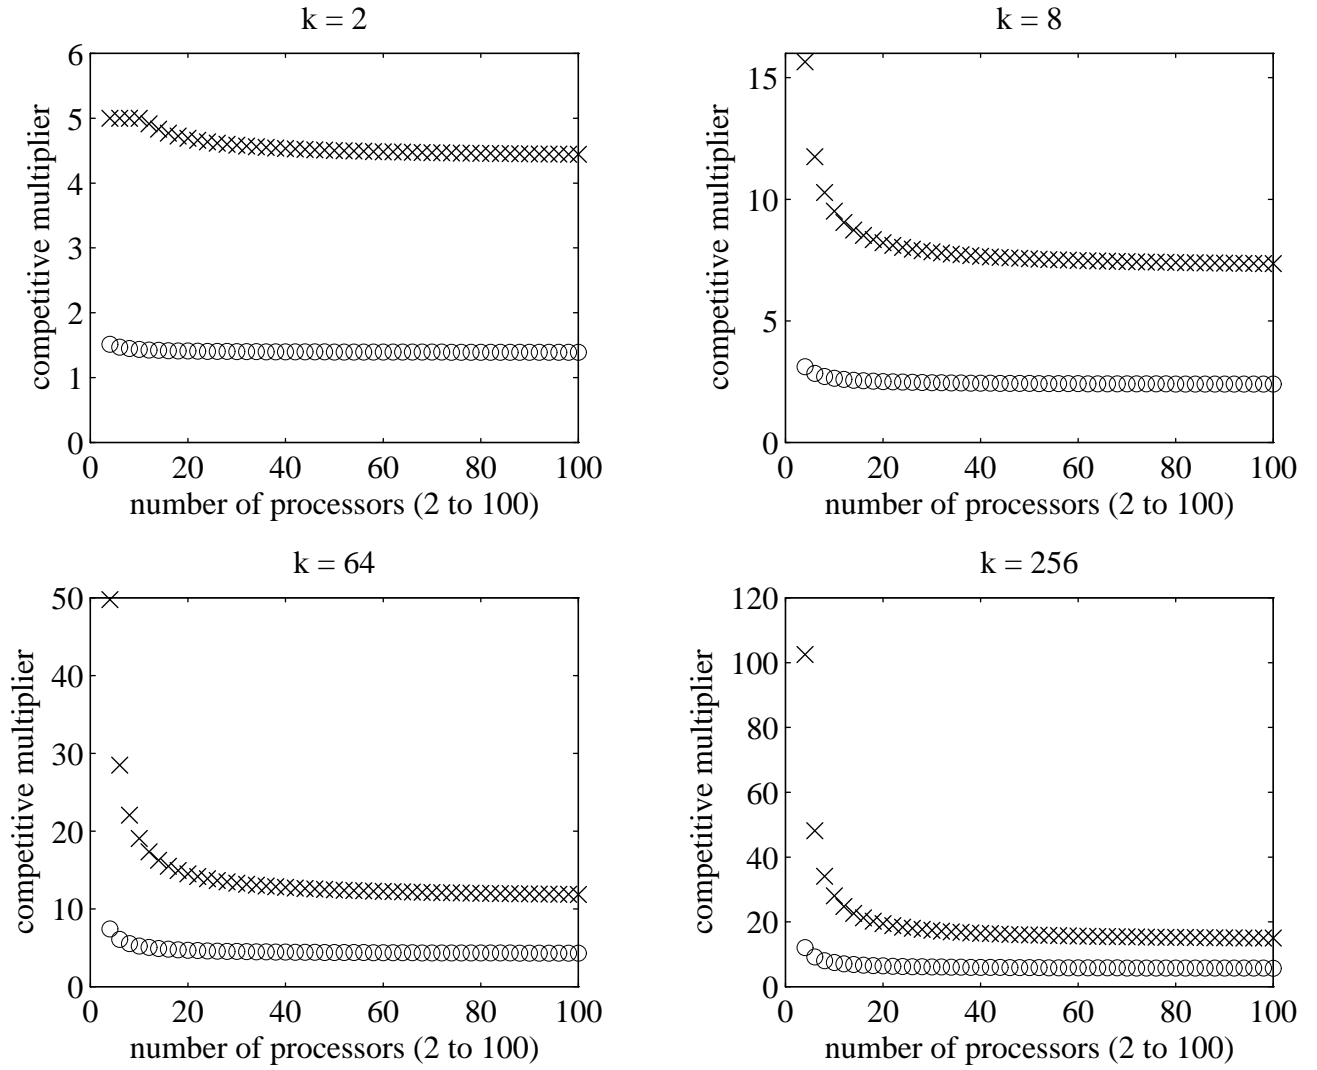 k = 2
6
5
4
3
2
1
0
competitive multiplier
0 20 40 60 80 100
number of processors (2 to 100)
k = 8
15
10
5
0
competitive multiplier
0 20 40 60 80 100
number of processors (2 to 100)
k = 64
50
40
30
20
10
0
competitive multiplier
0 20 40 60 80 100
number of processors (2 to 100)
k = 256
120
100
80
60
40
20
0
competitive multiplier
0 20 40 60 80 100
number of processors (2 to 100)